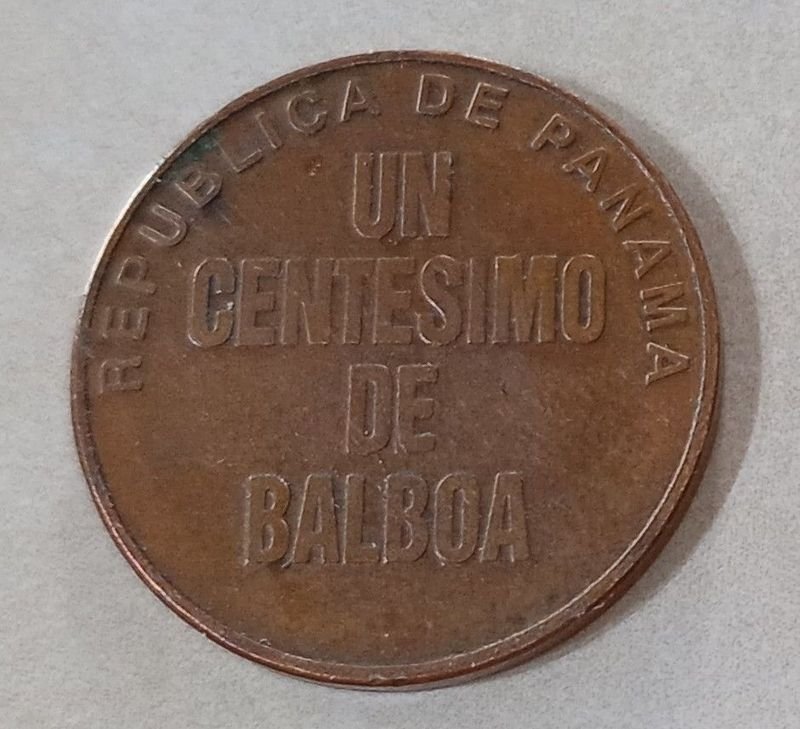 REPUBLICA DE PANAMA
UN
CENTESIMO
DE
BALBOA